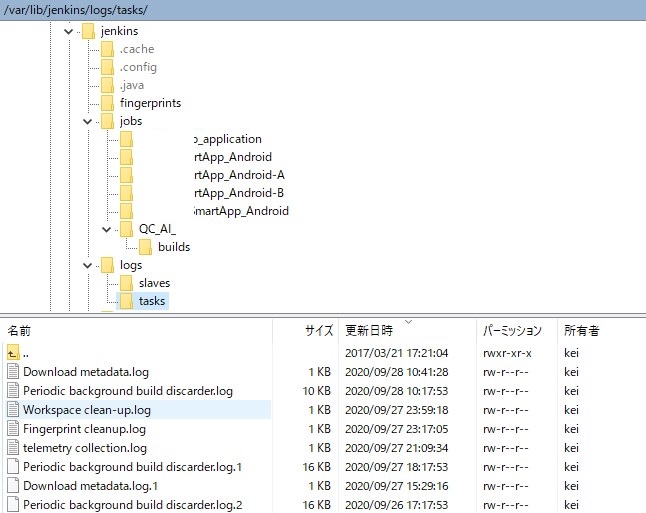 /var/lib/jenkins/logs/tasks/
jenkins
.cache
.config
.java
fingerprints
jobs
_application
rtApp_Android
rtApp_Android-A
rtApp_Android-B
SmartApp_Android
QC_AI_
builds
logs
slaves
tasks
名前 サイズ 更新日時 パーミッション 所有者
.. 2017/03/21 17:21:04 rwxr-xr-x kei
Download metadata.log 1 KB 2020/09/28 10:41:28 rw-r--r-- kei
Periodic background build discarder.log 10 KB 2020/09/28 10:17:53 rw-r--r-- kei
Workspace clean-up.log 1 KB 2020/09/27 23:59:18 rw-r--r-- kei
Fingerprint cleanup.log 1 KB 2020/09/27 23:17:05 rw-r--r-- kei
telemetry collection.log 1 KB 2020/09/27 21:09:34 rw-r--r-- kei
Periodic background build discarder.log.1 16 KB 2020/09/27 18:17:53 rw-r--r-- kei
Download metadata.log.1 1 KB 2020/09/27 15:29:16 rw-r--r-- kei
Periodic background build discarder.log.2 16 KB 2020/09/26 17:17:53 rw-r--r-- kei